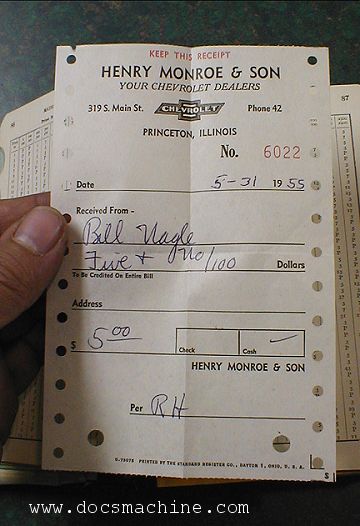 KEEP THIS RECEIPT
HENRY MONROE & SON
YOUR CHEVROLET DEALERS
319 S. Main St. CHEVROLET Phone 42
PRINCETON, ILLINOIS
No. 6022
Date 5-31 1955
Received From -
Bill Nagle
Five & no/100 Dollars
To Be Credited On Entire Bill
Address
$ 5.00 Check Cash
HENRY MONROE & SON
Per RH
U-75075 PRINTED BY THE STANDARD REGISTER CO., DAYTON 1, OHIO, U. S. A.
87
www.docsmachine.com